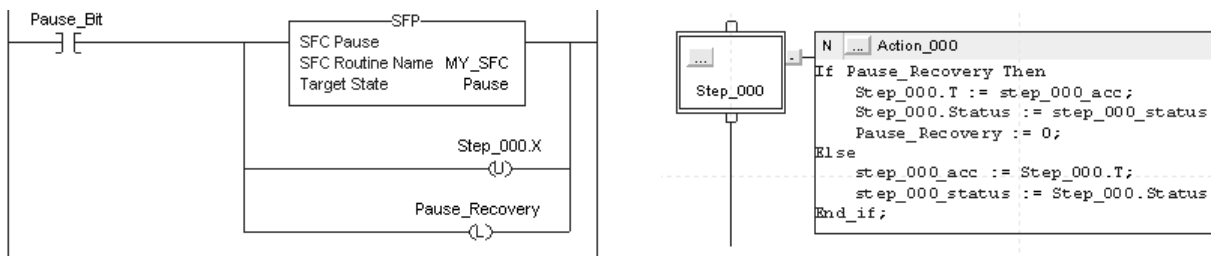 Pause_Bit
SFP
SFC Pause
SFC Routine Name MY_SFC
Target State Pause
Step_000.X
U
Pause_Recovery
L
...
Step_000
-
N ... Action_000
If Pause_Recovery Then
Step_000.T := step_000_acc;
Step_000.Status := step_000_status
Pause_Recovery := 0;
Else
step_000_acc := Step_000.T;
step_000_status := Step_000.Status
End_if;